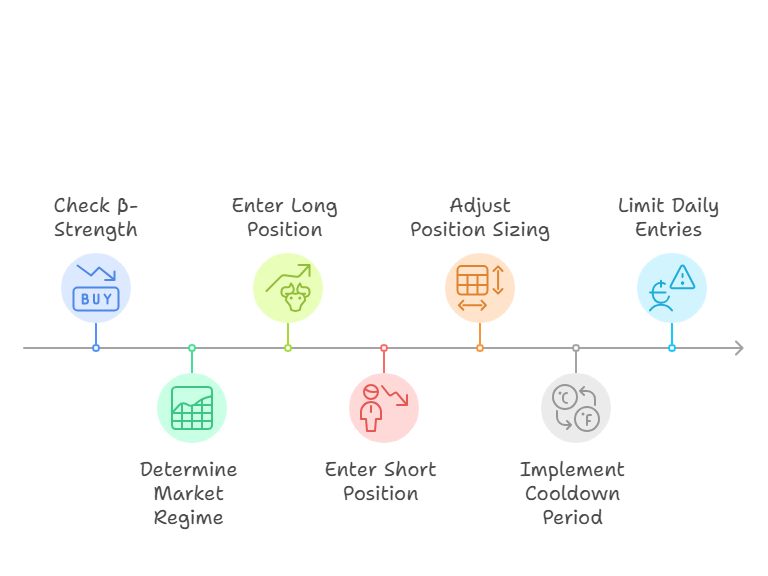 Check β-
Strength
BUY
Determine
Market
Regime
Enter Long
Position
Enter Short
Position
Adjust
Position Sizing
Implement
Cooldown
Period
°C
°F
Limit Daily
Entries